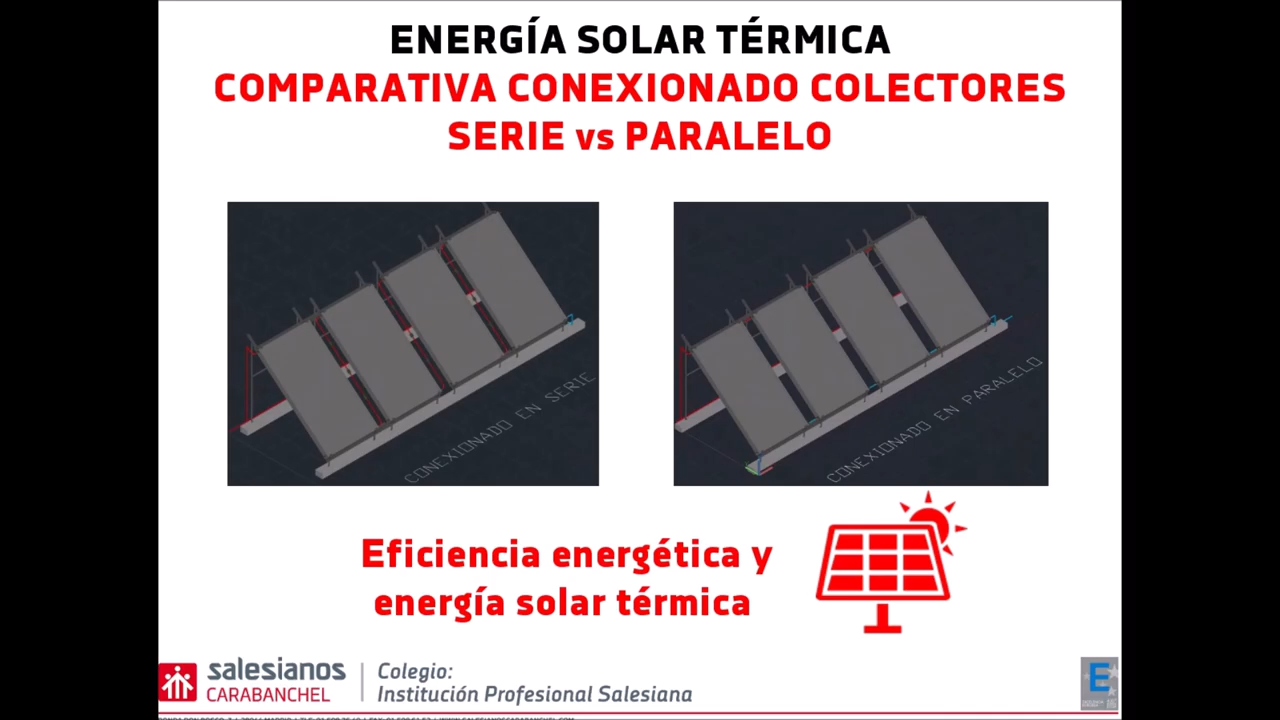 ENERGÍA SOLAR TÉRMICA
COMPARATIVA CONEXIONADO COLECTORES
SERIE vs PARALELO
CONEXIONADO EN SERIE
CONEXIONADO EN PARALELO
Eficiencia energética y
energía solar térmica
salesianos
CARABANCHEL
Colegio:
Institución Profesional Salesiana
E